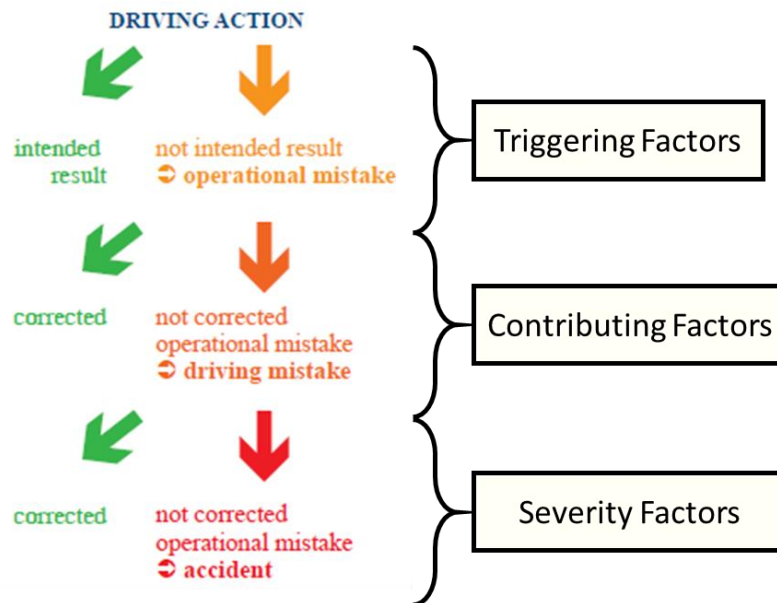 DRIVING ACTION
intended
result
not intended result
➲ operational mistake
Triggering Factors
corrected
not corrected
operational mistake
➲ driving mistake
Contributing Factors
corrected
not corrected
operational mistake
➲ accident
Severity Factors